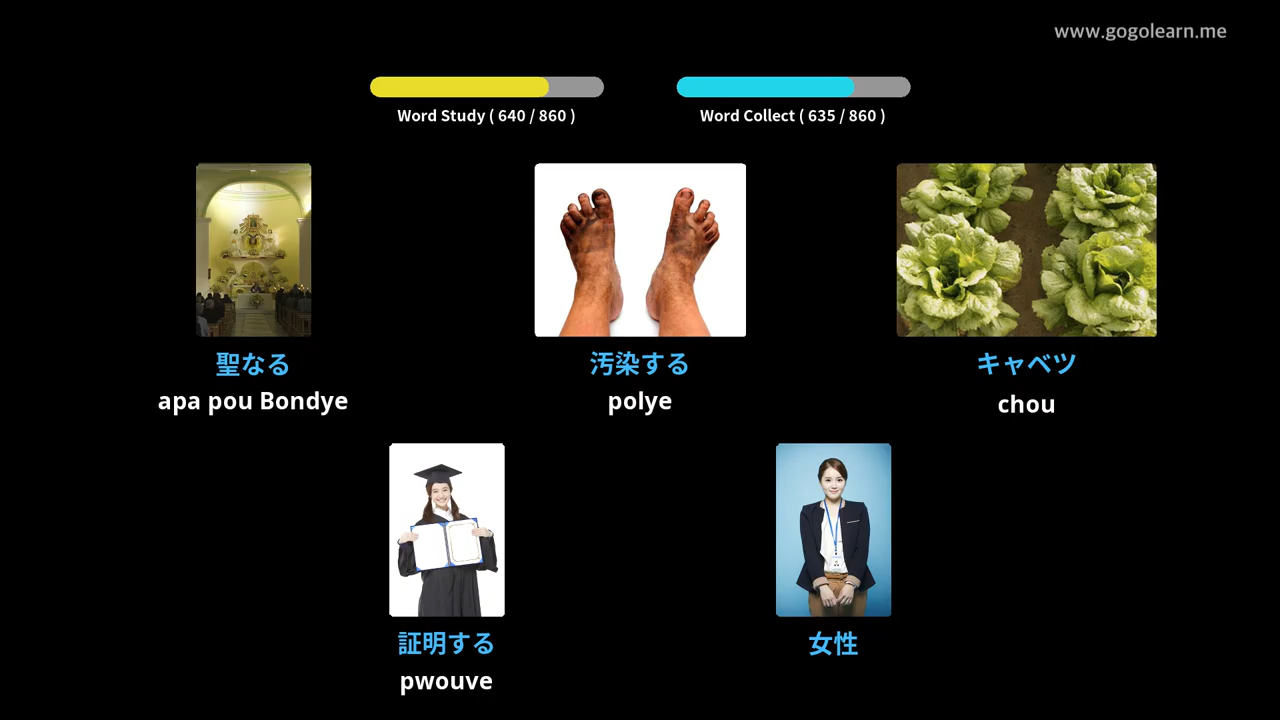 www.gogolearn.me
Word Study ( 640 / 860 )
Word Collect ( 635 / 860 )
聖なる
apa pou Bondye
汚染する
polye
キャベツ
chou
証明する
pwouve
女性